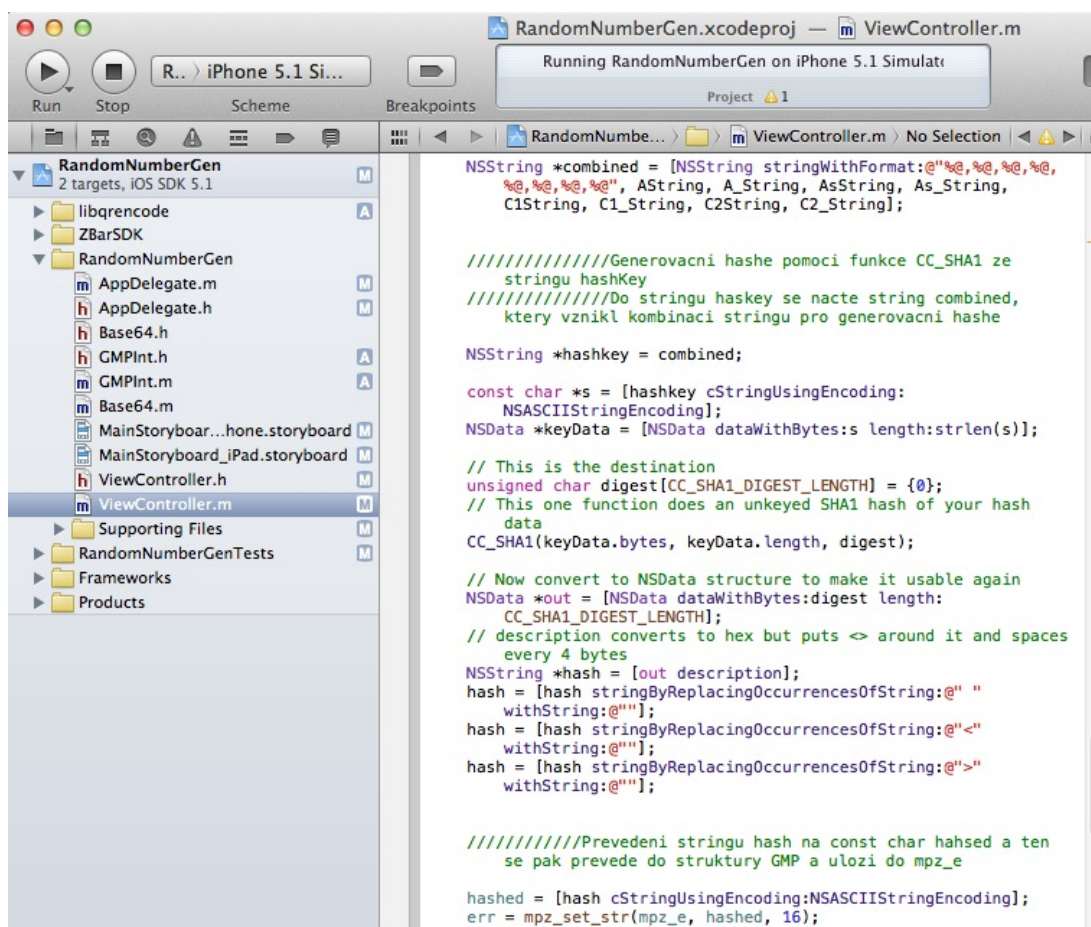 RandomNumberGen.xcodeproj — m ViewController.m
R.. 〉 iPhone 5.1 Si...
Running RandomNumberGen on iPhone 5.1 Simulat
Project 1
Run Stop Scheme Breakpoints
RandomNumbe... 〉 〉 m ViewController.m 〉 No Selection
RandomNumberGen M
2 targets, iOS SDK 5.1
libqrencode A
ZBarSDK
RandomNumberGen
m AppDelegate.m M
h AppDelegate.h M
h Base64.h
h GMPInt.h A
m GMPInt.m A
m Base64.m
MainStoryboar...hone.storyboard M
MainStoryboard_iPad.storyboard M
h ViewController.h M
m ViewController.m M
Supporting Files M
RandomNumberGenTests M
Frameworks
Products
NSString *combined = [NSString stringWithFormat:@"%@,%@,%@,%@,
%@,%@,%@,%@", AString, A_String, AsString, As_String,
C1String, C1_String, C2String, C2_String];
///////////////Generovacni hashe pomoci funkce CC_SHA1 ze
stringu hashKey
///////////////Do stringu haskey se nacte string combined,
ktery vznikl kombinaci stringu pro generovacni hashe
NSString *hashkey = combined;
const char *s = [hashkey cStringUsingEncoding:
NSASCIIStringEncoding];
NSData *keyData = [NSData dataWithBytes:s length:strlen(s)];
// This is the destination
unsigned char digest[CC_SHA1_DIGEST_LENGTH] = {0};
// This one function does an unkeyed SHA1 hash of your hash
data
CC_SHA1(keyData.bytes, keyData.length, digest);
// Now convert to NSData structure to make it usable again
NSData *out = [NSData dataWithBytes:digest length:
CC_SHA1_DIGEST_LENGTH];
// description converts to hex but puts <> around it and spaces
every 4 bytes
NSString *hash = [out description];
hash = [hash stringByReplacingOccurrencesOfString:@" "
withString:@""];
hash = [hash stringByReplacingOccurrencesOfString:@"<"
withString:@""];
hash = [hash stringByReplacingOccurrencesOfString:@">"
withString:@""];
////////////Prevedeni stringu hash na const char hahsed a ten
se pak prevede do struktury GMP a ulozi do mpz_e
hashed = [hash cStringUsingEncoding:NSASCIIStringEncoding];
err = mpz_set_str(mpz_e, hashed, 16);